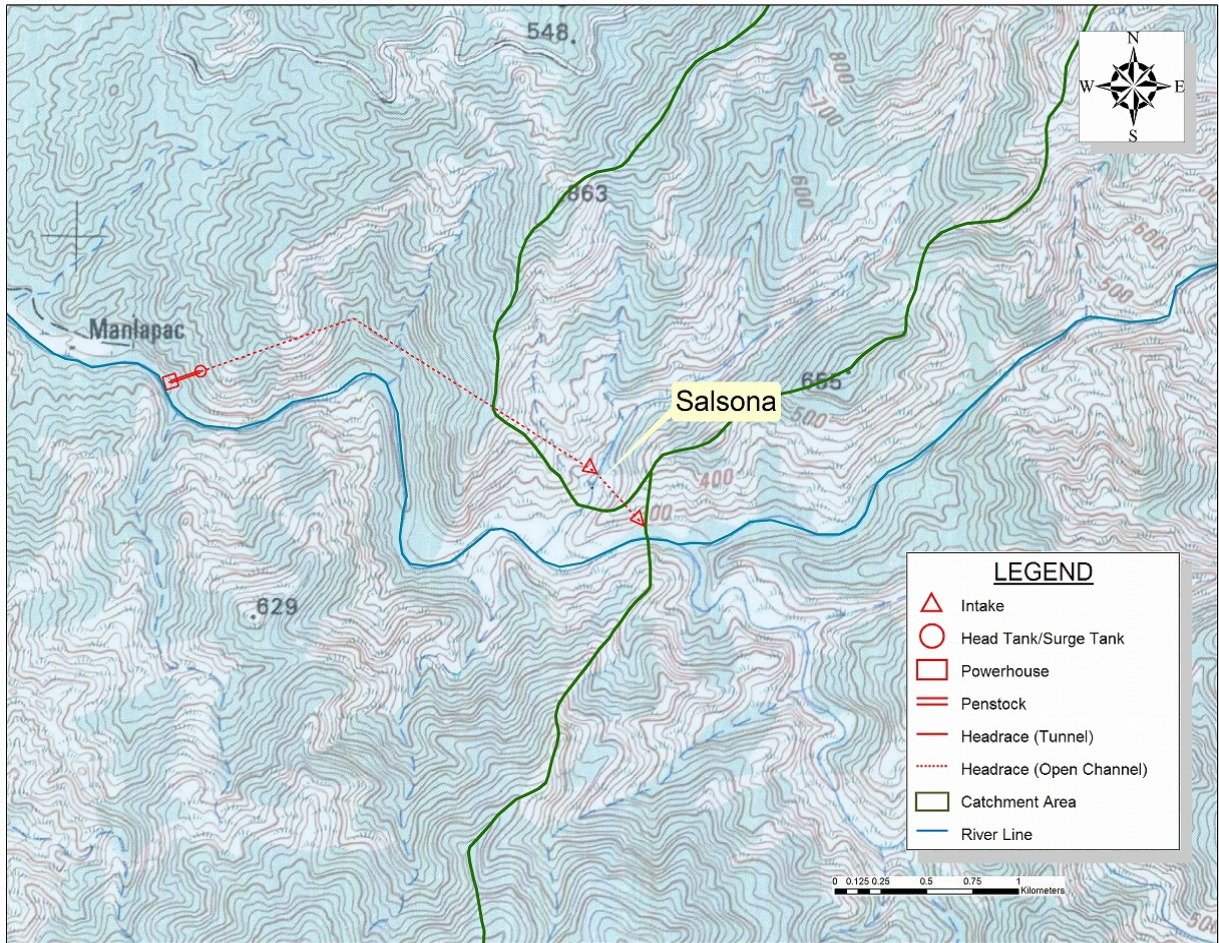 548
N
W
E
S
800
700
863
600
600
500
Manlapac
655
Salsona
500
400
00
629
LEGEND
Intake
Head Tank/Surge Tank
Powerhouse
Penstock
Headrace (Tunnel)
Headrace (Open Channel)
Catchment Area
River Line
0 0.125 0.25 0.5 0.75 1
Kilometers
500